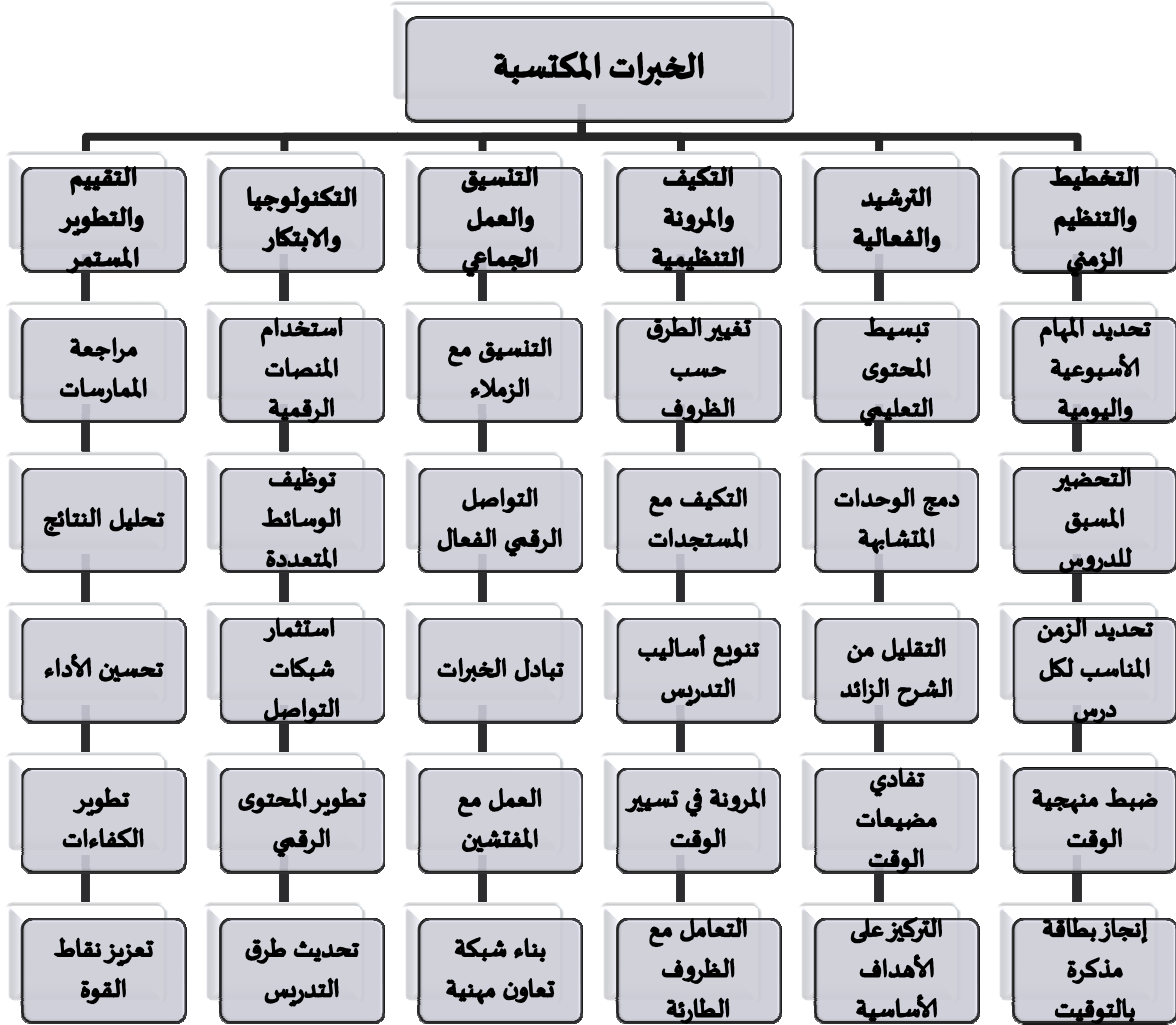 الخبرات المكتسبة
التخطيط
والتنظيم
الزمني
الترشيد
والفعالية
التكيف
والمرونة
التنظيمية
التنسيق
والعمل
الجماعي
التكنولوجيا
والابتكار
التقييم
والتطوير
المستمر
تحديد المهام
الأسبوعية
واليومية
تبسيط
المحتوى
التعليمي
تغيير الطرق
حسب
الظروف
التنسيق مع
الزملاء
استخدام
المنصات
الرقمية
مراجعة
الممارسات
التحضير
المسبق
للدروس
دمج الوحدات
المتشابهة
التكيف مع
المستجدات
التواصل
الرقمي الفعال
توظيف
الوسائط
المتعددة
تحليل النتائج
تحديد الزمن
المناسب لكل
درس
التقليل من
الشرح الزائد
تنويع أساليب
التدريس
تبادل الخبرات
استثمار
شبكات
التواصل
تحسين الأداء
ضبط منهجية
الوقت
تفادي
مضيعات
الوقت
المرونة في تسيير
الوقت
العمل مع
المفتشين
تطوير المحتوى
الرقمي
تطوير
الكفاءات
إنجاز بطاقة
مذكرة
بالتوقيت
التركيز على
الأهداف
الأساسية
التعامل مع
الظروف
الطارئة
بناء شبكة
تعاون مهنية
تحديث طرق
التدريس
تعزيز نقاط
القوة